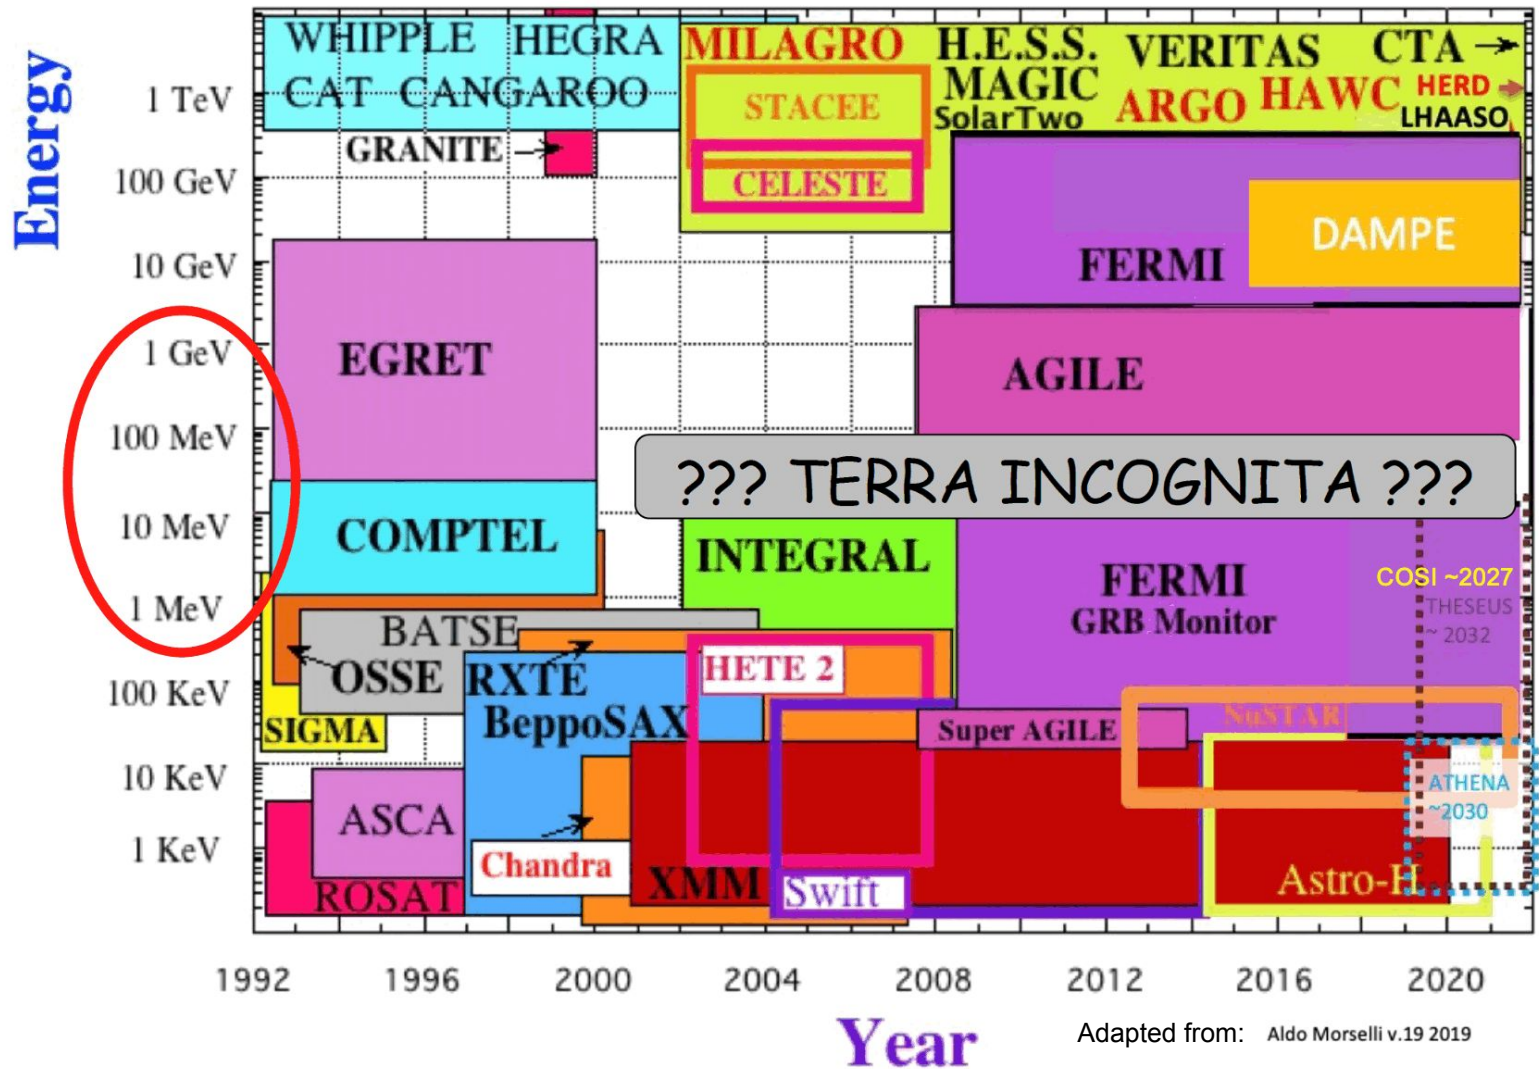 Energy
1 TeV
100 GeV
10 GeV
1 GeV
100 MeV
10 MeV
1 MeV
100 KeV
10 KeV
1 KeV
WHIPPLE HEGRA
CAT CANGAROO
GRANITE
MILAGRO
STACEE
CELESTE
H.E.S.S.
MAGIC
SolarTwo
VERITAS
ARGO
CTA
HAWC
HERD
LHAASO
DAMPE
FERMI
EGRET
AGILE
??? TERRA INCOGNITA ???
COMPTEL
INTEGRAL
FERMI
GRB Monitor
COSI ~2027
THESEUS
~ 2032
BATSE
OSSE
RXTE
HETE 2
SIGMA
BeppoSAX
Super AGILE
NuSTAR
ATHENA
~2030
ASCA
ROSAT
Chandra
XMM
Swift
Astro-H
1992
1996
2000
2004
2008
2012
2016
2020
Year
Adapted from: Aldo Morselli v.19 2019